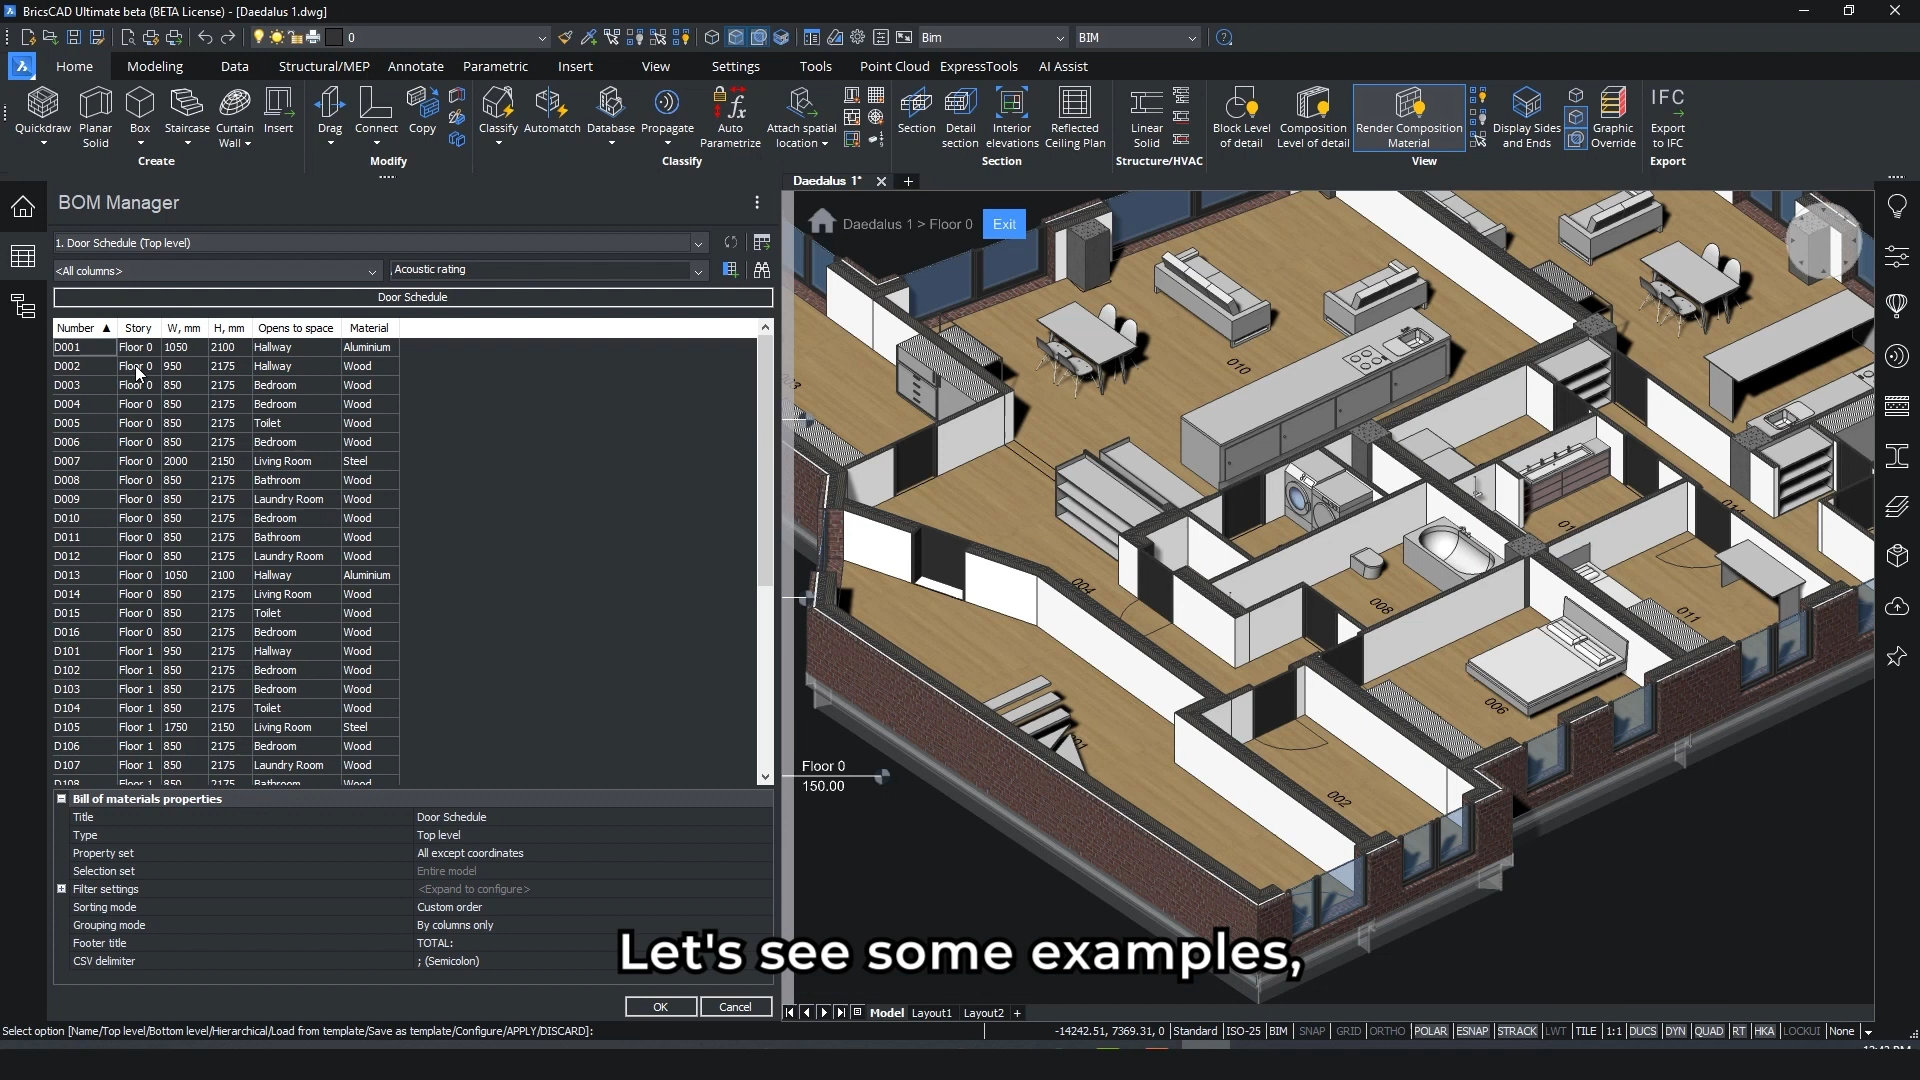 BricsCAD Ultimate beta (BETA License) - [Daedalus 1.dwg]
0
Bim
BIM
Home Modeling Data Structural/MEP Annotate Parametric Insert View Settings Tools Point Cloud ExpressTools AI Assist
Quickdraw Planar Solid Box Staircase Curtain Wall Insert
Create
Drag Connect Copy
Modify
Classify Automatch Database Propagate Auto Parametrize Attach spatial location
Classify
Section Detail section Interior elevations Reflected Ceiling Plan
Section
Linear Solid
Structure/HVAC
Block Level of detail Composition Level of detail Render Composition Material Display Sides and Ends Graphic Override
View
IFC
Export to IFC
Export
BOM Manager
Daedalus 1*
Daedalus 1 > Floor 0 Exit
1. Door Schedule (Top level)
<All columns>
Acoustic rating
Door Schedule
Number Story W, mm H, mm Opens to space Material
D001 Floor 0 1050 2100 Hallway Aluminium
D002 Floor 0 950 2175 Hallway Wood
D003 Floor 0 850 2175 Bedroom Wood
D004 Floor 0 850 2175 Bedroom Wood
D005 Floor 0 850 2175 Toilet Wood
D006 Floor 0 850 2175 Bedroom Wood
D007 Floor 0 2000 2150 Living Room Steel
D008 Floor 0 850 2175 Bathroom Wood
D009 Floor 0 850 2175 Laundry Room Wood
D010 Floor 0 850 2175 Bedroom Wood
D011 Floor 0 850 2175 Bathroom Wood
D012 Floor 0 850 2175 Laundry Room Wood
D013 Floor 0 1050 2100 Hallway Aluminium
D014 Floor 0 850 2175 Living Room Wood
D015 Floor 0 850 2175 Toilet Wood
D016 Floor 0 850 2175 Bedroom Wood
D101 Floor 1 950 2175 Hallway Wood
D102 Floor 1 850 2175 Bedroom Wood
D103 Floor 1 850 2175 Bedroom Wood
D104 Floor 1 850 2175 Toilet Wood
D105 Floor 1 1750 2150 Living Room Steel
D106 Floor 1 850 2175 Bedroom Wood
D107 Floor 1 850 2175 Laundry Room Wood
D108 Floor 1 850 2175 Bathroom Wood
Bill of materials properties
Title Door Schedule
Type Top level
Property set All except coordinates
Selection set Entire model
Filter settings <Expand to configure>
Sorting mode Custom order
Grouping mode By columns only
Footer title TOTAL:
CSV delimiter ; (Semicolon)
OK Cancel
010
004
008
011
006
002
Floor 0
150.00
Let's see some examples,
Model Layout1 Layout2 +
Select option [Name/Top level/Bottom level/Hierarchical/Load from template/Save as template/Configure/APPLY/DISCARD]:
-14242.51, 7369.31, 0 Standard ISO-25 BIM SNAP GRID ORTHO POLAR ESNAP STRACK LWT TILE 1:1 DUCS DYN QUAD RT HKA LOCKUI None